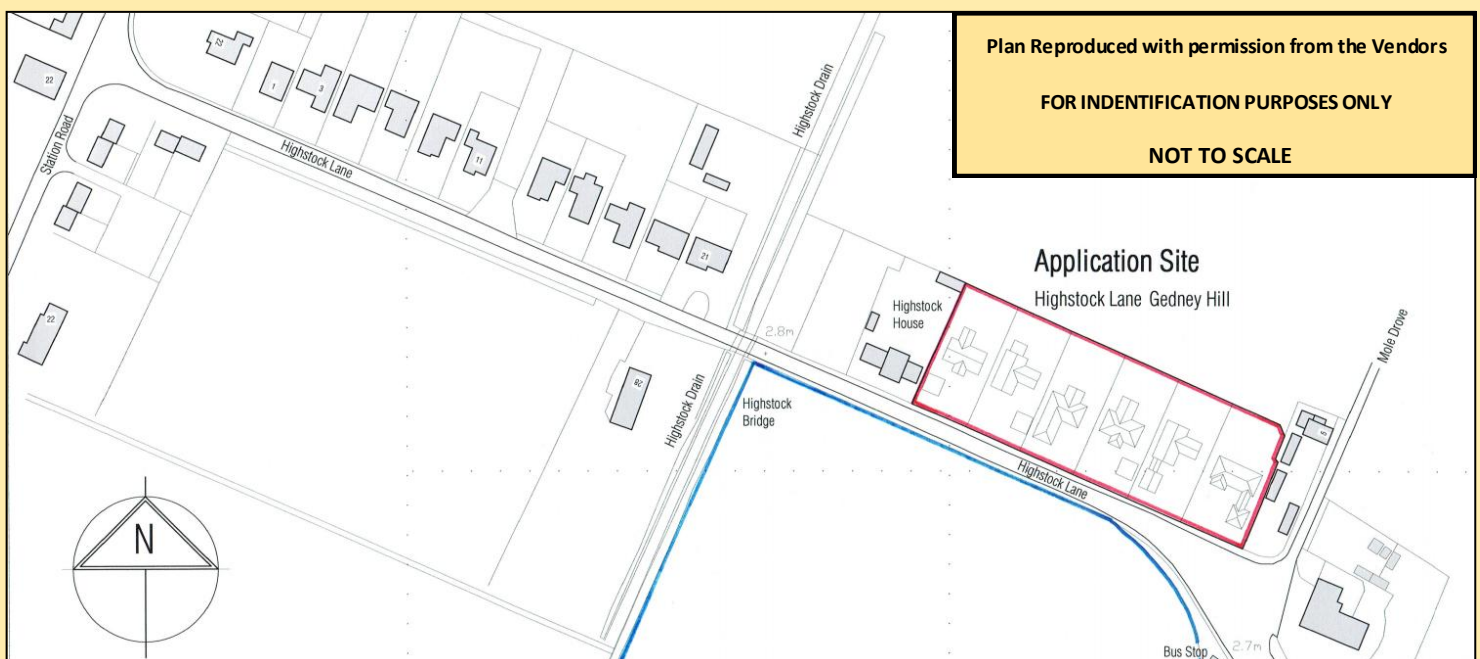 Plan Reproduced with permission from the Vendors
FOR INDENTIFICATION PURPOSES ONLY
NOT TO SCALE
22
22
1
3
Station Road
Highstock Lane
11
Highstock Drain
21
22
28
2.8m
Highstock Drain
Highstock
Bridge
Highstock
House
Application Site
Highstock Lane Gedney Hill
Mole Drove
5
Highstock Lane
N
Bus Stop
2.7m